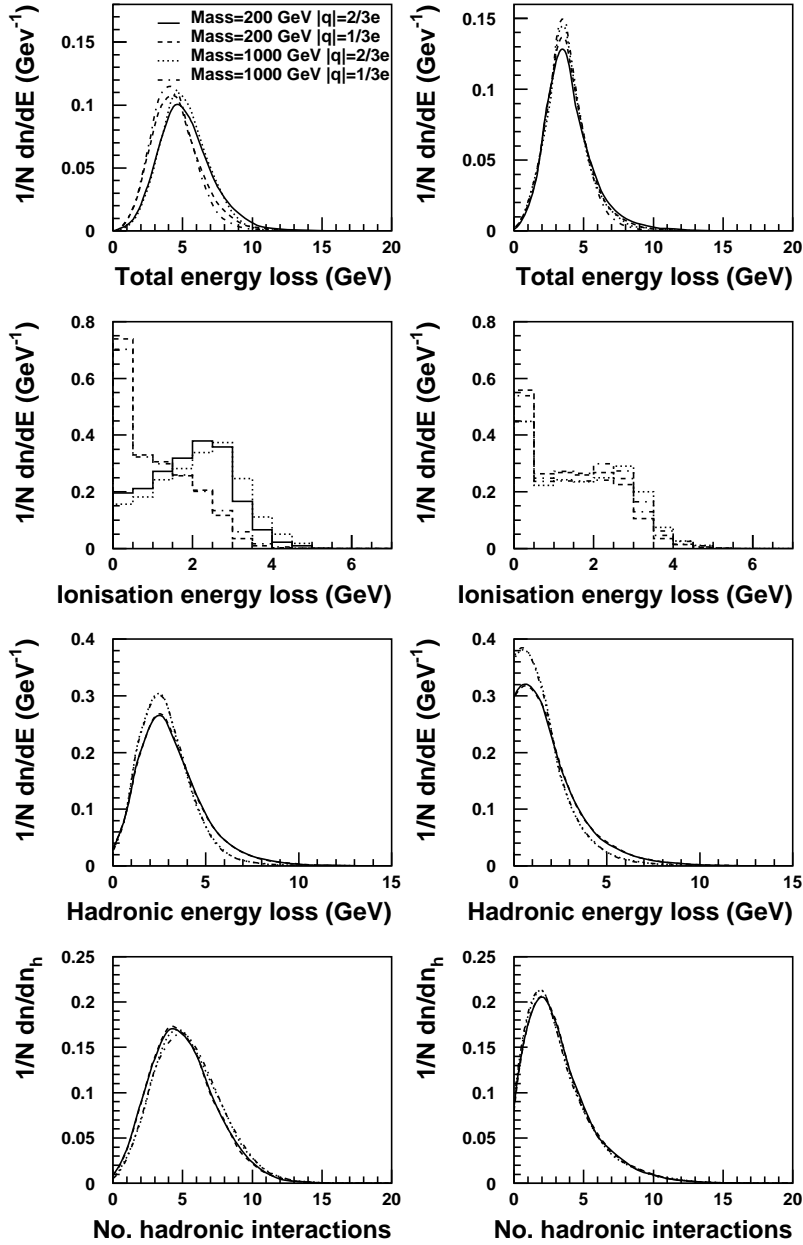 1/N dn/dE (Gev⁻¹)
0.15
0.1
0.05
0
Mass=200 GeV |q|=2/3e
Mass=200 GeV |q|=1/3e
Mass=1000 GeV |q|=2/3e
Mass=1000 GeV |q|=1/3e
0 5 10 15 20
Total energy loss (GeV)
1/N dn/dE (GeV⁻¹)
0.15
0.1
0.05
0
0 5 10 15 20
Total energy loss (GeV)
1/N dn/dE (GeV⁻¹)
0.8
0.6
0.4
0.2
0
0 2 4 6
Ionisation energy loss (GeV)
1/N dn/dE (GeV⁻¹)
0.8
0.6
0.4
0.2
0
0 2 4 6
Ionisation energy loss (GeV)
1/N dn/dE (GeV⁻¹)
0.4
0.3
0.2
0.1
0
0 5 10 15
Hadronic energy loss (GeV)
1/N dn/dE (GeV⁻¹)
0.4
0.3
0.2
0.1
0
0 5 10 15
Hadronic energy loss (GeV)
1/N dn/dnₕ
0.25
0.2
0.15
0.1
0.05
0
0 5 10 15 20
No. hadronic interactions
1/N dn/dnₕ
0.25
0.2
0.15
0.1
0.05
0
0 5 10 15 20
No. hadronic interactions